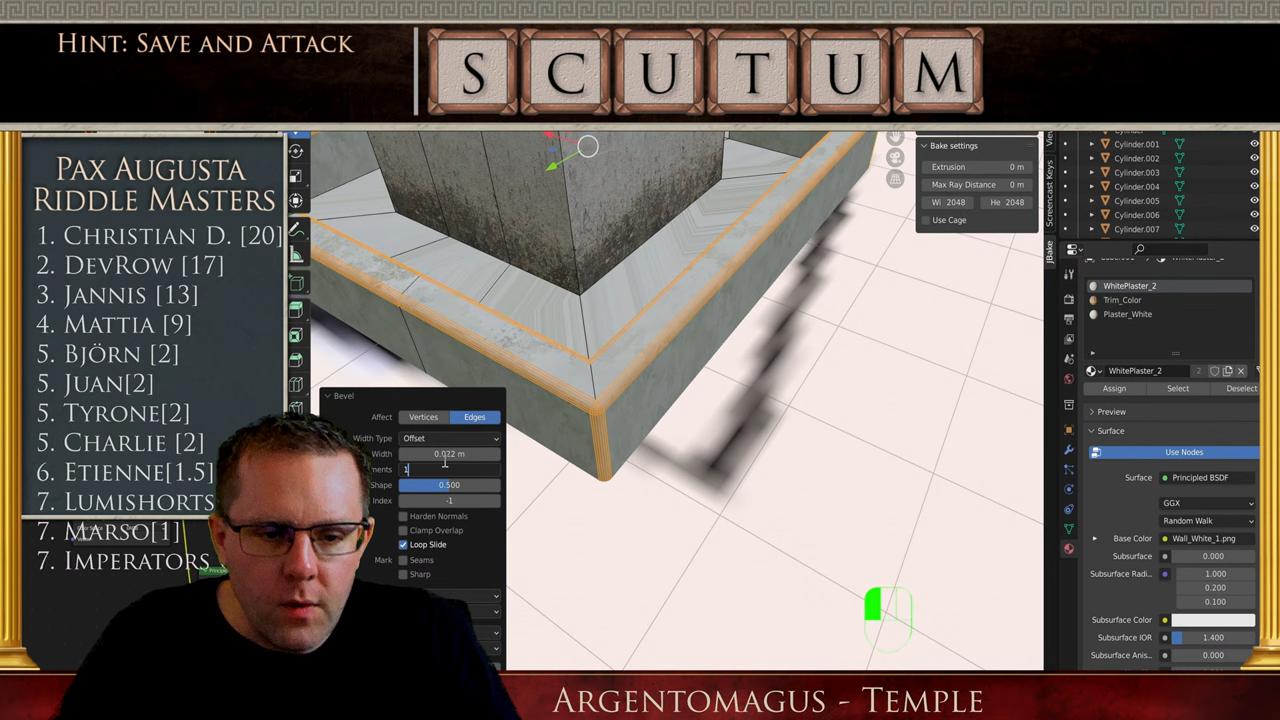 Hint: Save and Attack
S C U T U M
Pax Augusta
Riddle Masters
1. Christian D. [20]
2. DevRow [17]
3. Jannis [13]
4. Mattia [9]
5. Björn [2]
5. Juan[2]
5. Tyrone[2]
5. Charlie [2]
6. Etienne[1.5]
7. Lumishorts
7. Marso[1]
7. Imperators
Bevel
Affect Vertices Edges
Width Type Offset
Width 0.022 m
ments 1
Shape 0.500
Index -1
Harden Normals
Clamp Overlap
Loop Slide
Mark Seams
Sharp
Bake settings
Extrusion 0 m
Max Ray Distance 0 m
Wi 2048 He 2048
Use Cage
Screencast Keys
JBake
Cylinder
Cylinder.001
Cylinder.002
Cylinder.003
Cylinder.004
Cylinder.005
Cylinder.006
Cylinder.007
WhitePlaster_2
Trim_Color
Plaster_White
WhitePlaster_2 2
Assign Select Deselect
Preview
Surface
Use Nodes
Surface Principled BSDF
GGX
Random Walk
Base Color Wall_White_1.png
Subsurface 0.000
Subsurface Radi... 1.000
0.200
0.100
Subsurface Color
Subsurface IOR 1.400
Subsurface Anis... 0.000
Argentomagus - Temple